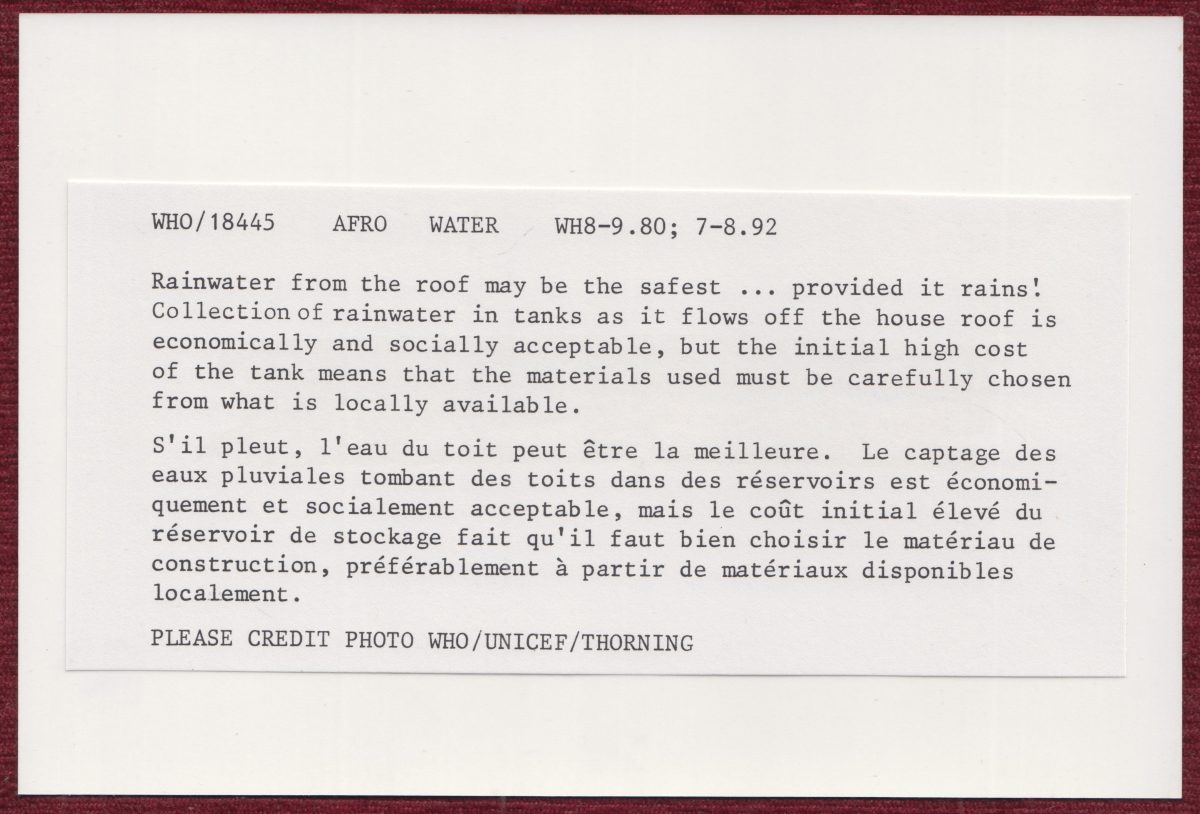 WHO/18445 AFRO WATER WH8-9.80; 7-8.92
Rainwater from the roof may be the safest ... provided it rains!
Collection of rainwater in tanks as it flows off the house roof is
economically and socially acceptable, but the initial high cost
of the tank means that the materials used must be carefully chosen
from what is locally available.
S'il pleut, l'eau du toit peut être la meilleure. Le captage des
eaux pluviales tombant des toits dans des réservoirs est économi-
quement et socialement acceptable, mais le coût initial élevé du
réservoir de stockage fait qu'il faut bien choisir le matériau de
construction, préférablement à partir de matériaux disponibles
localement.
PLEASE CREDIT PHOTO WHO/UNICEF/THORNING